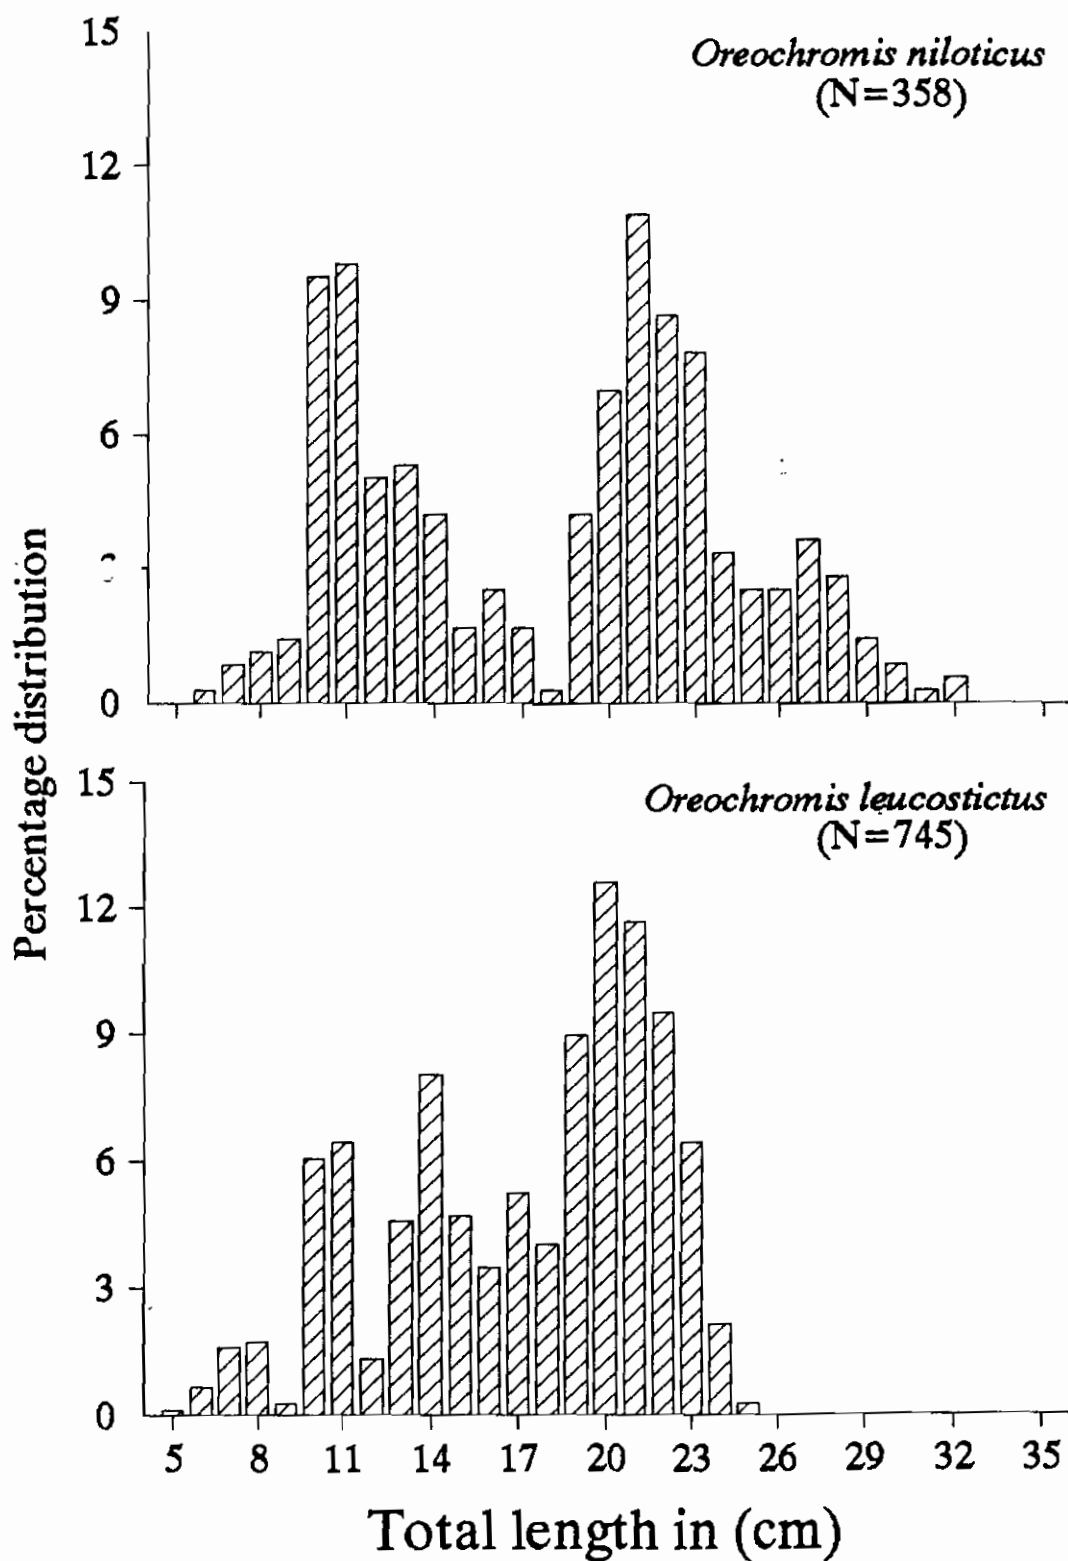 15
Oreochromis niloticus
(N=358)
12
9
6
0
Percentage distribution
15
Oreochromis leucostictus
(N=745)
12
9
6
3
0
5 8 11 14 17 20 23 26 29 32 35
Total length in (cm)